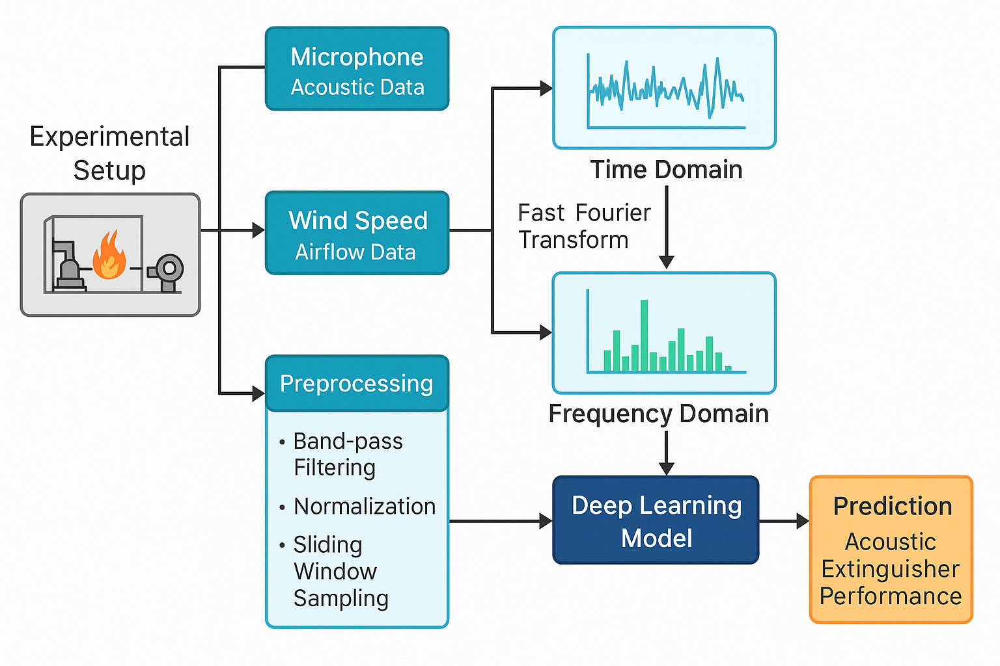 Experimental
Setup
Microphone
Acoustic Data
Wind Speed
Airflow Data
Preprocessing
• Band-pass
Filtering
• Normalization
• Sliding
Window
Sampling
Time Domain
Fast Fourier
Transform
Frequency Domain
Deep Learning
Model
Prediction
Acoustic
Extinguisher
Performance